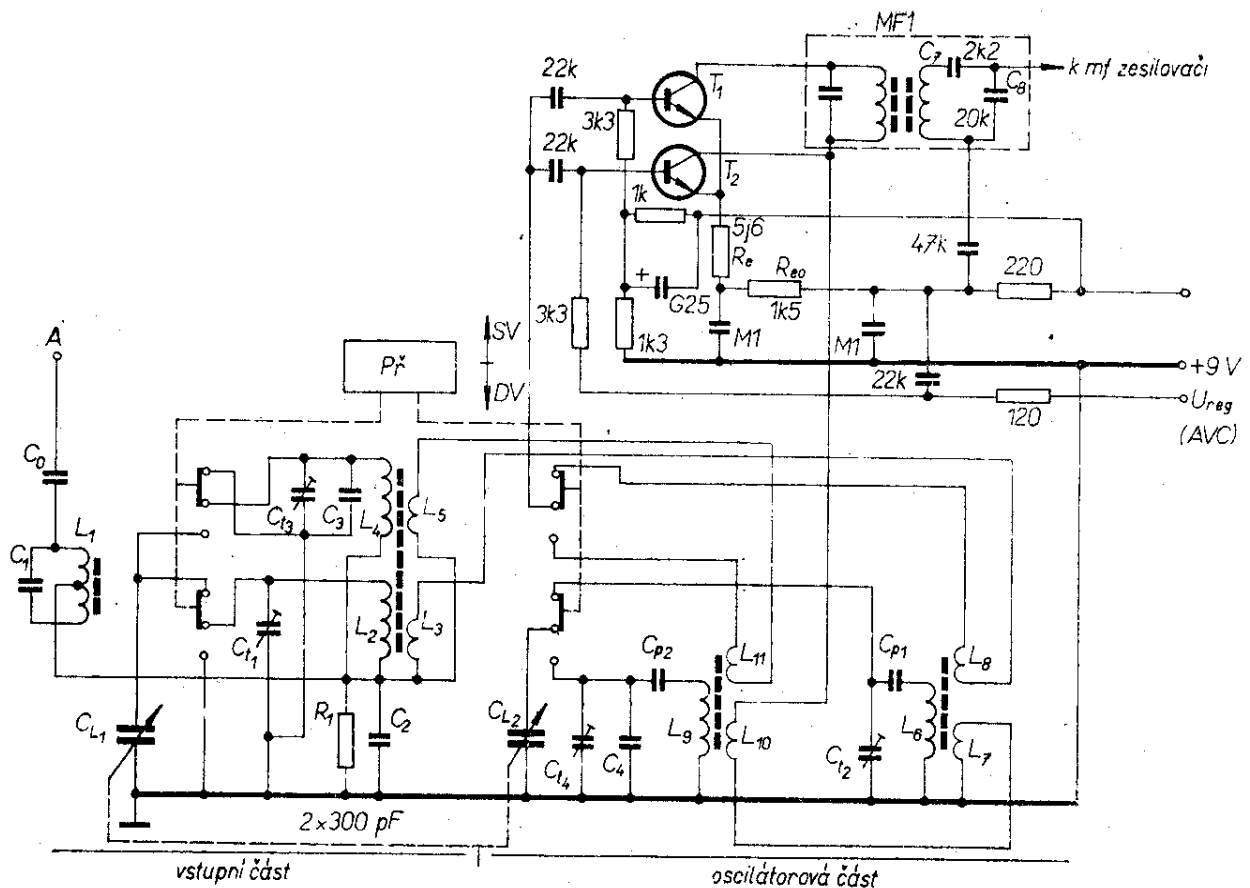 MF1
C7
2k2
k mf zesilovači
C8
20k
22k
T1
3k3
22k
T2
1k
5j6
Re
Reo
1k5
47k
220
+
G25
3k3
1k3
M1
M1
+9 V
22k
Ureg
120
(AVC)
A
SV
Př
DV
C0
L1
C1
Ct3
C3
L4
L5
L2
L3
Ct1
Cp2
L11
Cp1
L8
CL1
R1
C2
CL2
L9
L10
L6
L7
Ct4
C4
Ct2
2×300 pF
vstupní část
oscilátorová část